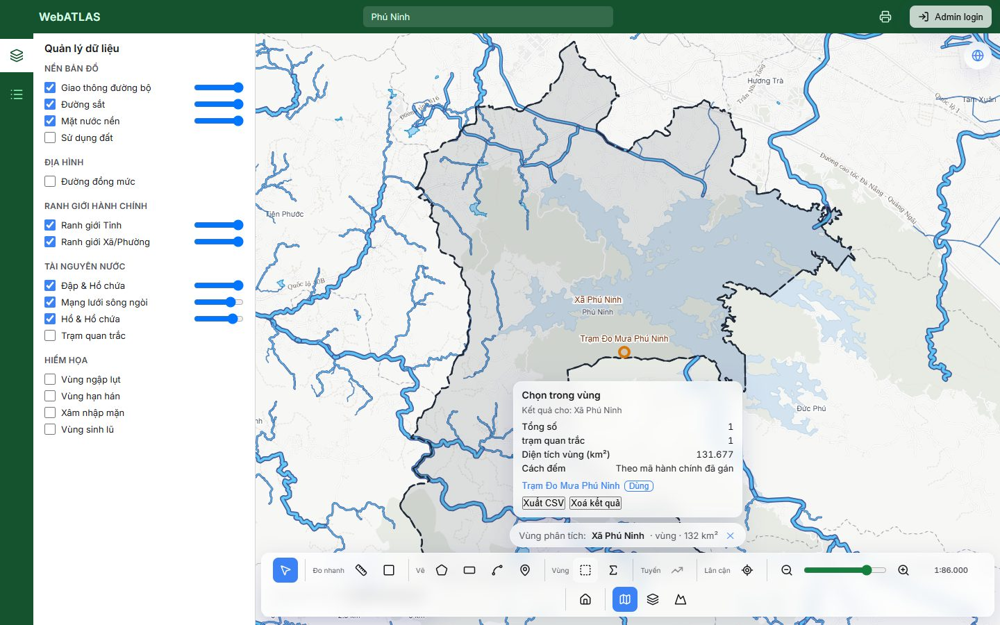 WebATLAS
Phú Ninh
Admin login
Quản lý dữ liệu
NỀN BẢN ĐỒ
Giao thông đường bộ
Đường sắt
Mặt nước nền
Sử dụng đất
ĐỊA HÌNH
Đường đồng mức
RANH GIỚI HÀNH CHÍNH
Ranh giới Tỉnh
Ranh giới Xã/Phường
TÀI NGUYÊN NƯỚC
Đập & Hồ chứa
Mạng lưới sông ngòi
Hồ & Hồ chứa
Trạm quan trắc
HIỂM HỌA
Vùng ngập lụt
Vùng hạn hán
Xâm nhập mặn
Vùng sinh lũ
Hương Trà
Tam Xuân
Quốc lộ 1
Đường cao tốc Đà Nẵng - Quảng Ngãi
Tiên Phước
Xã Phú Ninh
Phú Ninh
Trạm Đo Mưa Phú Ninh
Đức Phú
Chọn trong vùng
Kết quả cho: Xã Phú Ninh
Tổng số 1
trạm quan trắc 1
Diện tích vùng (km²) 131.677
Cách đếm Theo mã hành chính đã gán
Trạm Đo Mưa Phú Ninh Dùng
Xuất CSV Xoá kết quả
Vùng phân tích: Xã Phú Ninh · vùng · 132 km²
Đo nhanh Vẽ Vùng Tuyến Lân cận 1:86.000